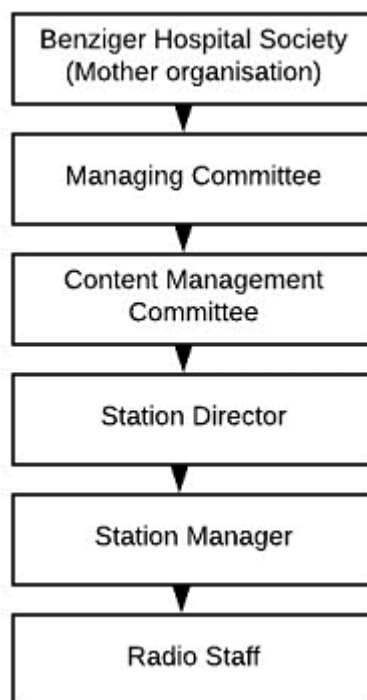 Benziger Hospital Society
(Mother organisation)
Managing Committee
Content Management
Committee
Station Director
Station Manager
Radio Staff